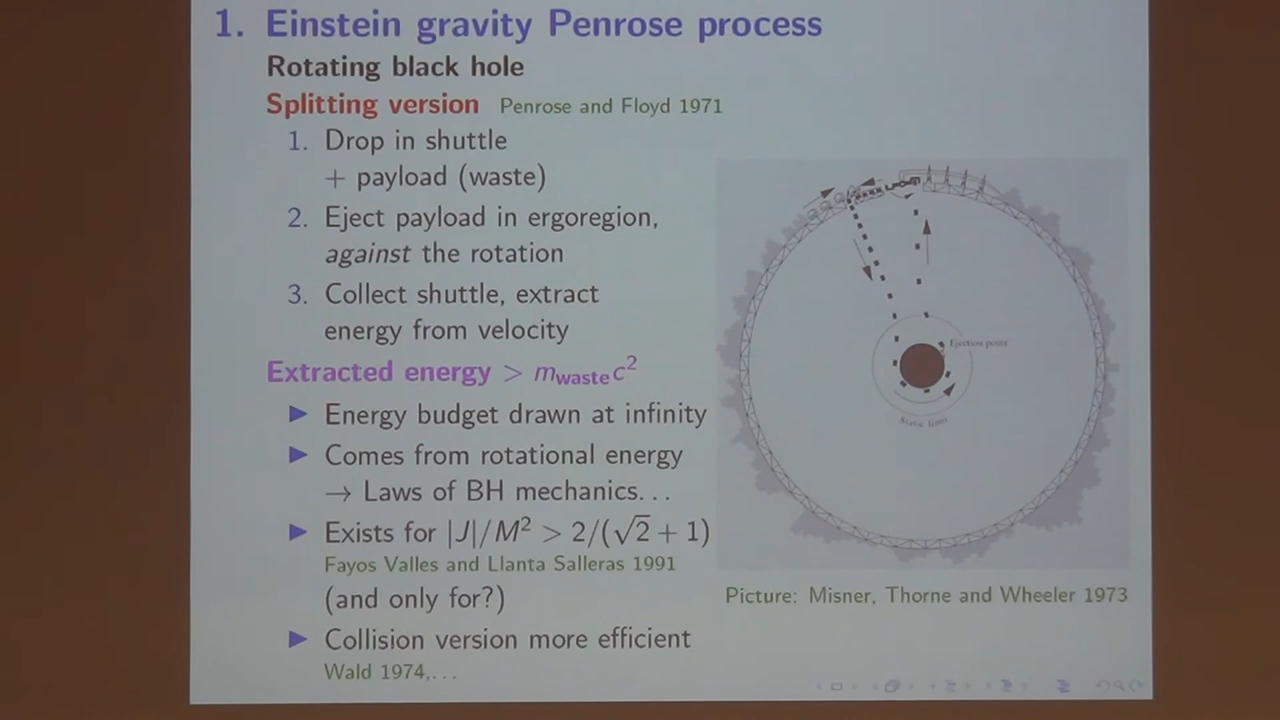 1. Einstein gravity Penrose process
Rotating black hole
Splitting version Penrose and Floyd 1971
1. Drop in shuttle
+ payload (waste)
2. Eject payload in ergoregion,
against the rotation
3. Collect shuttle, extract
energy from velocity
Extracted energy > m_waste c²
▶ Energy budget drawn at infinity
▶ Comes from rotational energy
→ Laws of BH mechanics...
▶ Exists for |J|/M² > 2/(√2 + 1)
Fayos Valles and Llanta Salleras 1991
(and only for?)
▶ Collision version more efficient
Wald 1974,...
Ejection point
Static limit
Picture: Misner, Thorne and Wheeler 1973